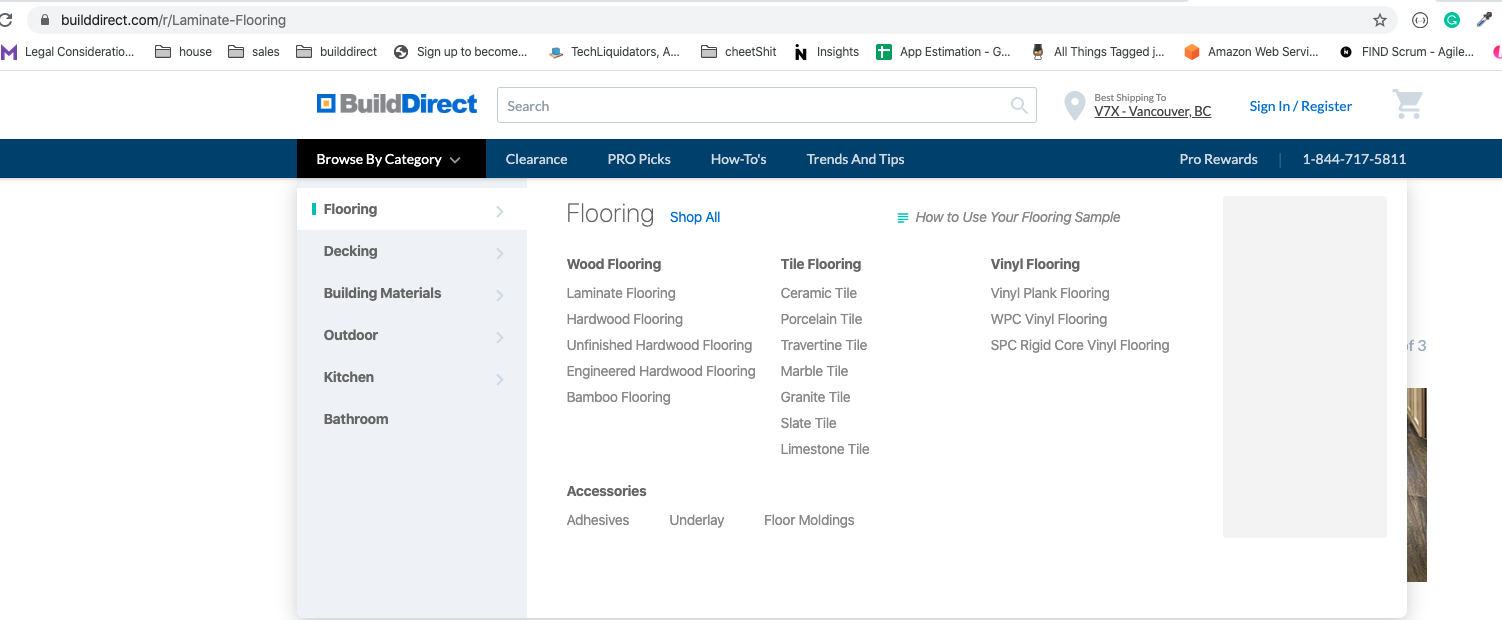 builddirect.com/r/Laminate-Flooring
Legal Consideratio... house sales builddirect Sign up to become... TechLiquidators, A... cheetShit Insights App Estimation - G... All Things Tagged j... Amazon Web Servi... FIND Scrum - Agile...
BuildDirect
Search
Best Shipping To
V7X - Vancouver, BC
Sign In / Register
Browse By Category Clearance PRO Picks How-To's Trends And Tips Pro Rewards | 1-844-717-5811
Flooring
Decking
Building Materials
Outdoor
Kitchen
Bathroom
Flooring Shop All How to Use Your Flooring Sample
Wood Flooring
Laminate Flooring
Hardwood Flooring
Unfinished Hardwood Flooring
Engineered Hardwood Flooring
Bamboo Flooring
Tile Flooring
Ceramic Tile
Porcelain Tile
Travertine Tile
Marble Tile
Granite Tile
Slate Tile
Limestone Tile
Vinyl Flooring
Vinyl Plank Flooring
WPC Vinyl Flooring
SPC Rigid Core Vinyl Flooring
Accessories
Adhesives Underlay Floor Moldings
of 3